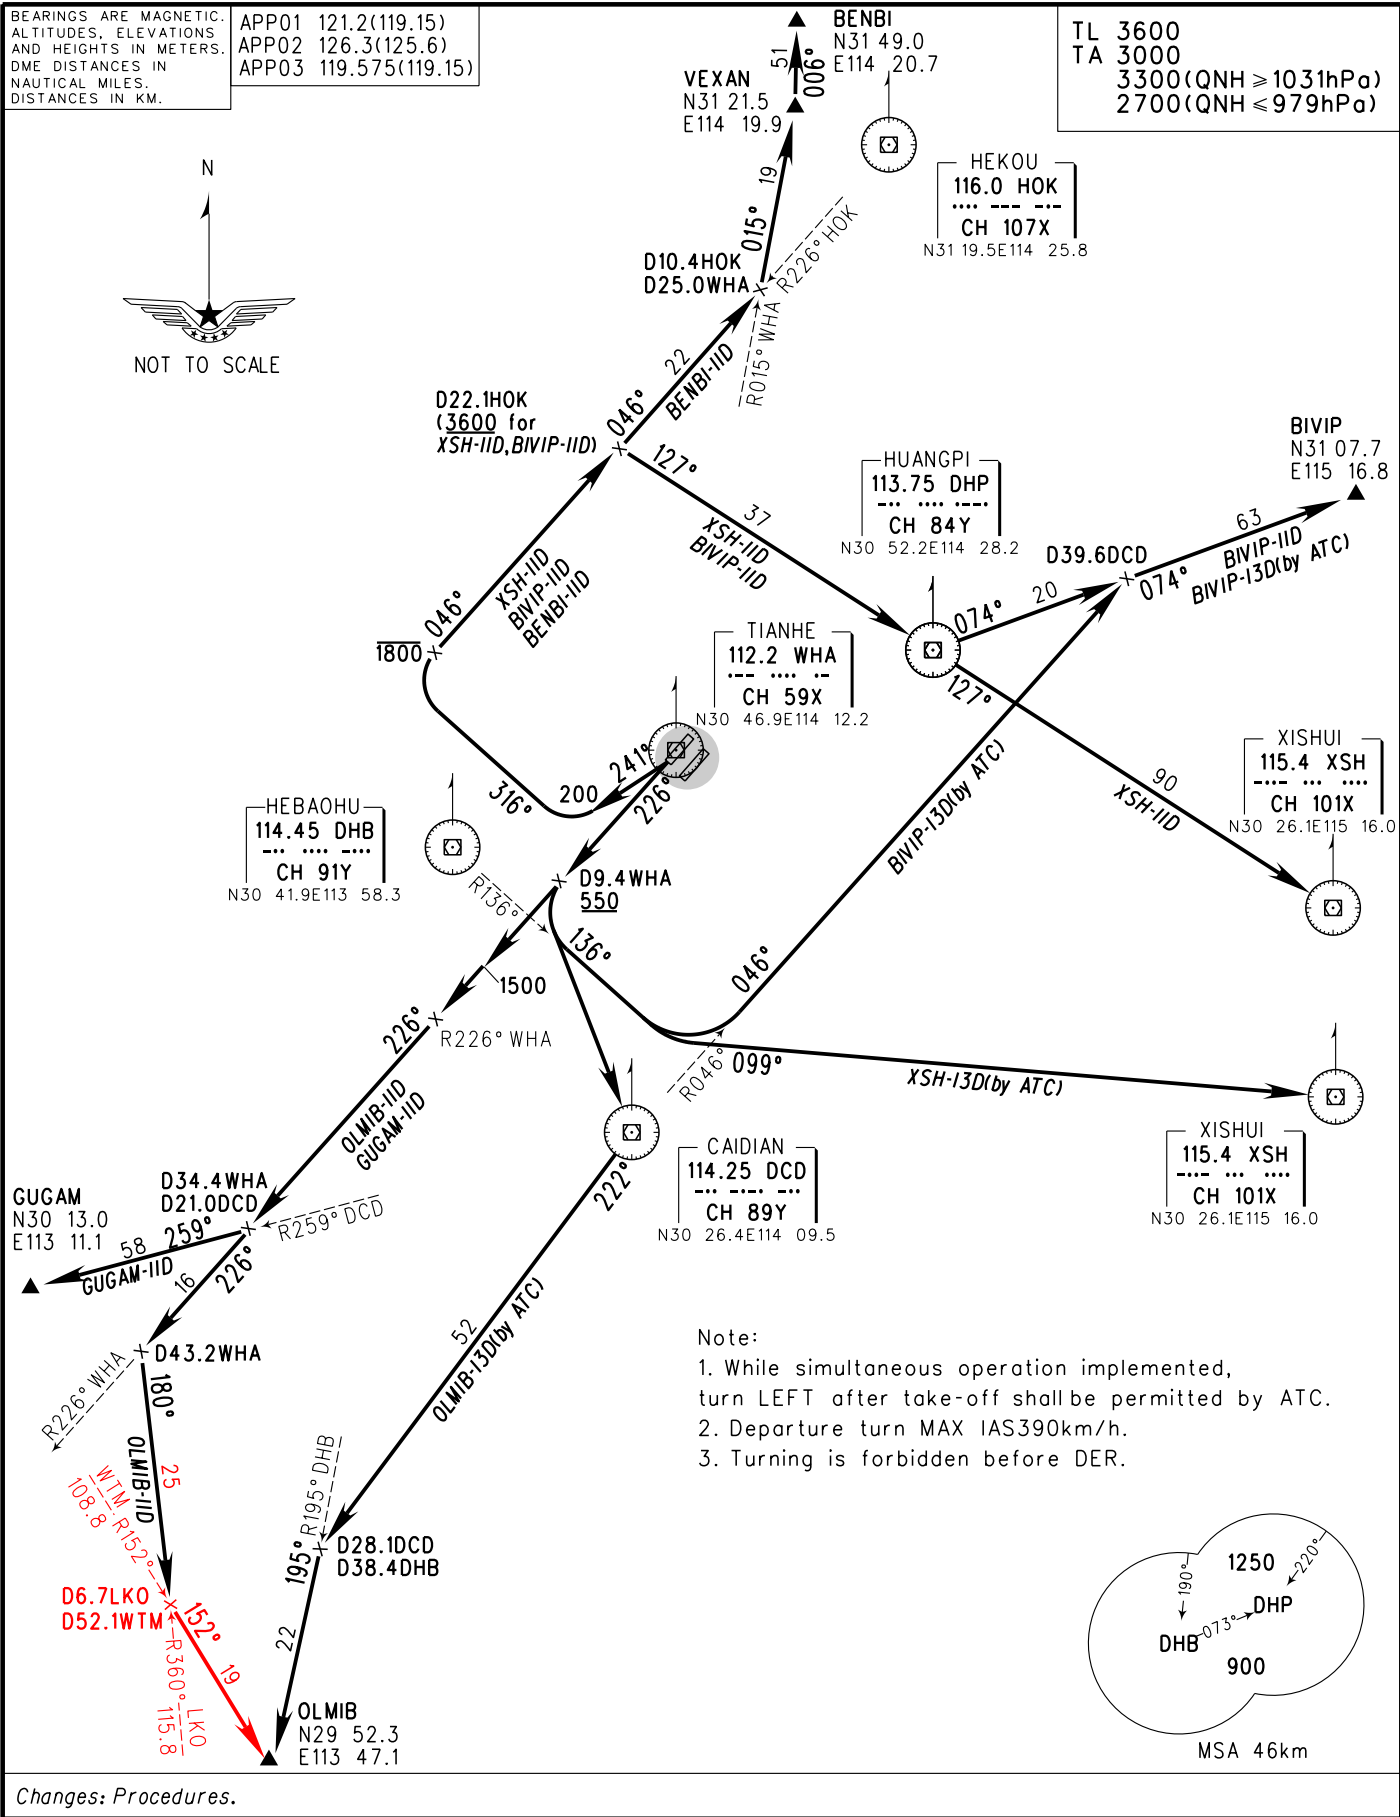 BEARINGS ARE MAGNETIC.
ALTITUDES, ELEVATIONS
AND HEIGHTS IN METERS.
DME DISTANCES IN
NAUTICAL MILES.
DISTANCES IN KM.
APP01 121.2(119.15)
APP02 126.3(125.6)
APP03 119.575(119.15)
TL 3600
TA 3000
3300(QNH ≥ 1031hPa)
2700(QNH ≤ 979hPa)
BENBI
N31 49.0
E114 20.7
51
006°
VEXAN
N31 21.5
E114 19.9
N
NOT TO SCALE
HEKOU
116.0 HOK
CH 107X
N31 19.5E114 25.8
19
015°
R226° HOK
D10.4HOK
D25.0WHA
R015° WHA
22
BENBI-11D
046°
D22.1HOK
(3600 for
XSH-11D,BIVIP-11D)
127°
37
XSH-11D
BIVIP-11D
HUANGPI
113.75 DHP
CH 84Y
N30 52.2E114 28.2
BIVIP
N31 07.7
E115 16.8
63
BIVIP-11D
BIVIP-13D(by ATC)
D39.6DCD
074°
20
074°
127°
XSH-11D
BIVIP-11D
BENBI-11D
046°
1800
TIANHE
112.2 WHA
CH 59X
N30 46.9E114 12.2
241°
200
226°
316°
HEBAOHU
114.45 DHB
CH 91Y
N30 41.9E113 58.3
90
XSH-11D
XISHUI
115.4 XSH
CH 101X
N30 26.1E115 16.0
BIVIP-13D(by ATC)
D9.4WHA
550
R136°
136°
046°
1500
R226° WHA
226°
R046°
099°
XSH-13D(by ATC)
OLMIB-11D
GUGAM-11D
CAIDIAN
114.25 DCD
CH 89Y
N30 26.4E114 09.5
XISHUI
115.4 XSH
CH 101X
N30 26.1E115 16.0
222°
D34.4WHA
D21.0DCD
R259° DCD
GUGAM
N30 13.0
E113 11.1
58
259°
GUGAM-11D
16
226°
D43.2WHA
R226° WHA
180°
OLMIB-11D
25
52
OLMIB-13D(by ATC)
Note:
1. While simultaneous operation implemented,
turn LEFT after take-off shall be permitted by ATC.
2. Departure turn MAX IAS390km/h.
3. Turning is forbidden before DER.
WTM R152°
108.8
R195° DHB
195°
D28.1DCD
D38.4DHB
D6.7LKO
D52.1WTM
152°
19
R360° LKO
115.8
22
OLMIB
N29 52.3
E113 47.1
1250
190°
220°
DHP
DHB
073°
900
MSA 46km
Changes: Procedures.